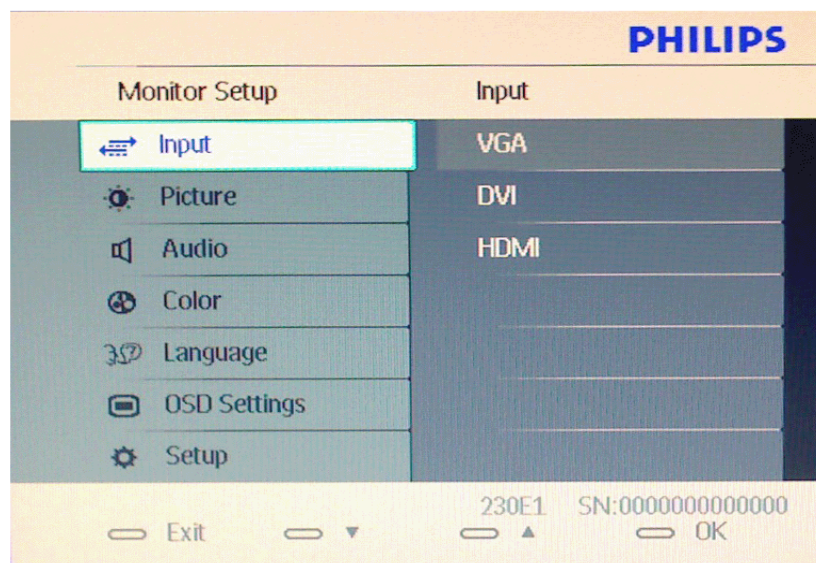 PHILIPS
Monitor Setup Input
Input VGA
Picture DVI
Audio HDMI
Color
Language
OSD Settings
Setup
230E1 SN:0000000000000
Exit ▼ ▲ OK